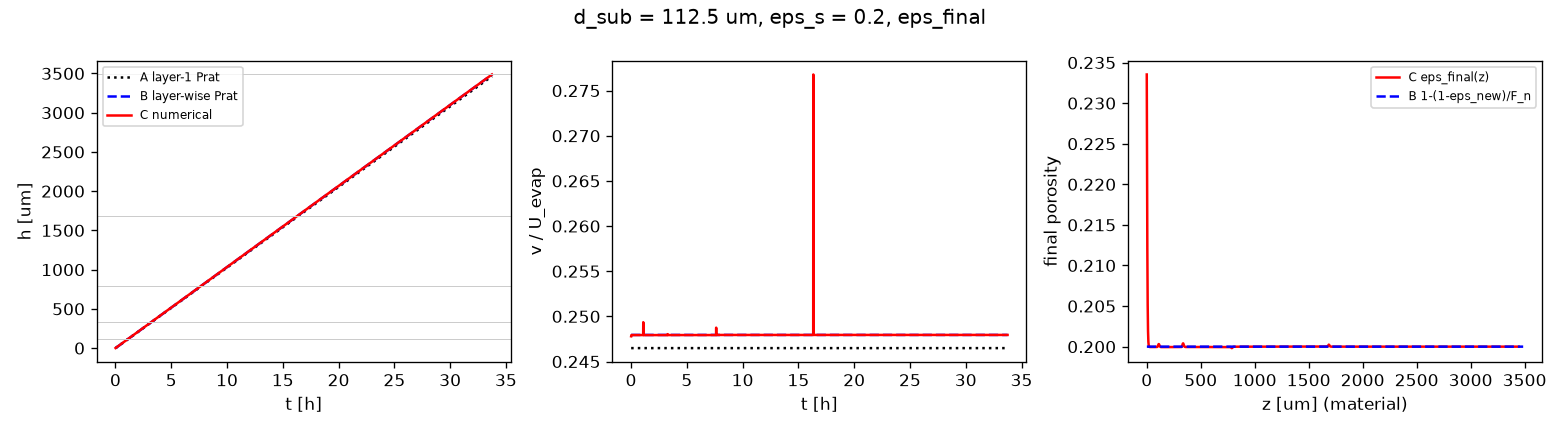 d_sub = 112.5 um, eps_s = 0.2, eps_final
h [um]
3500
3000
2500
2000
1500
1000
500
0
A layer-1 Prat
B layer-wise Prat
C numerical
0 5 10 15 20 25 30 35
t [h]
v / U_evap
0.275
0.270
0.265
0.260
0.255
0.250
0.245
0 5 10 15 20 25 30 35
t [h]
final porosity
0.235
0.230
0.225
0.220
0.215
0.210
0.205
0.200
C eps_final(z)
B 1-(1-eps_new)/F_n
0 500 1000 1500 2000 2500 3000 3500
z [um] (material)